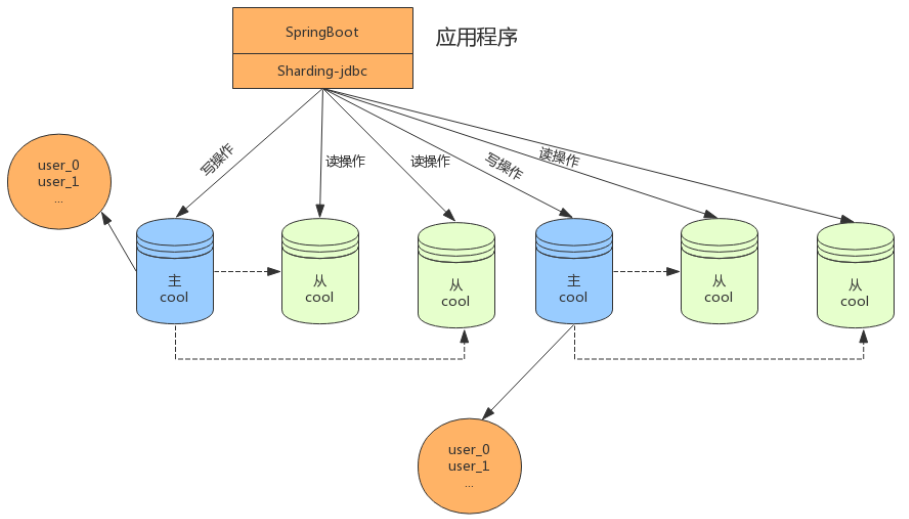 SpringBoot
应用程序
Sharding-jdbc
写操作
读操作
读操作
写操作
读操作
user_0
user_1
...
主
cool
从
cool
从
cool
主
cool
从
cool
从
cool
user_0
user_1
...